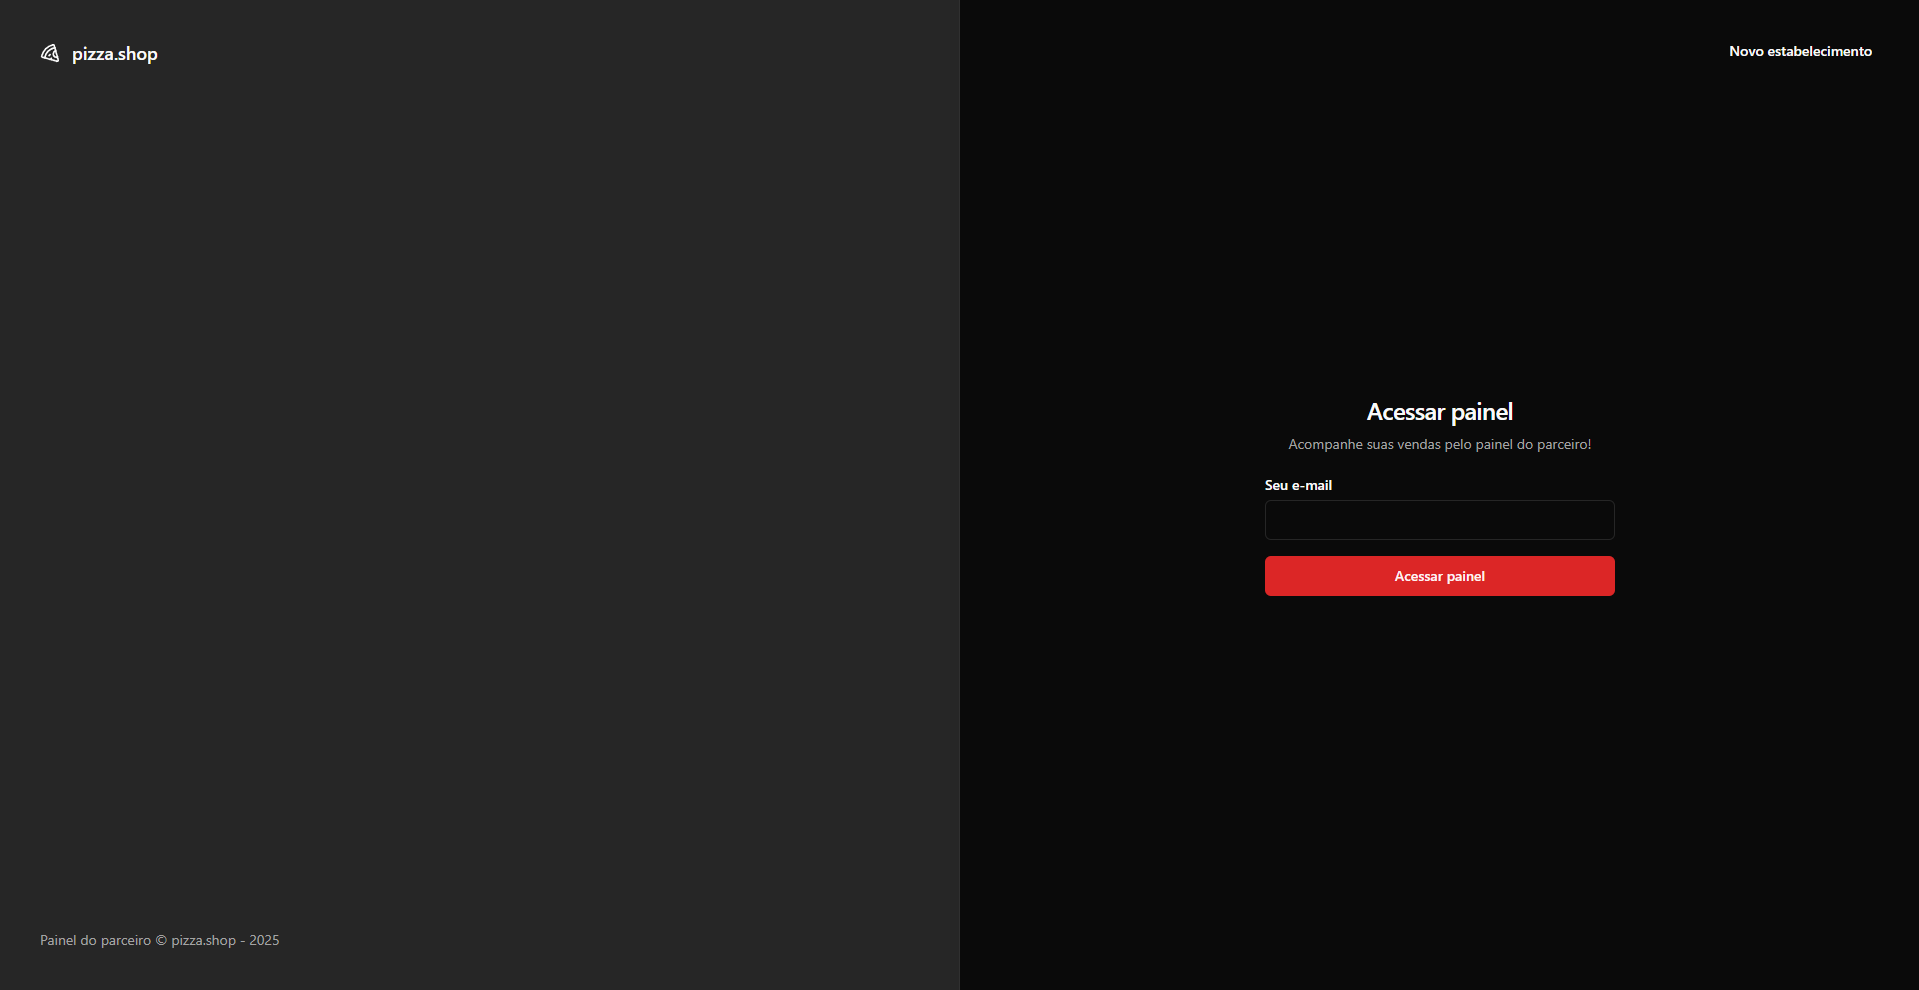 pizza.shop
Novo estabelecimento
Acessar painel
Acompanhe suas vendas pelo painel do parceiro!
Seu e-mail
Acessar painel
Painel do parceiro © pizza.shop - 2025